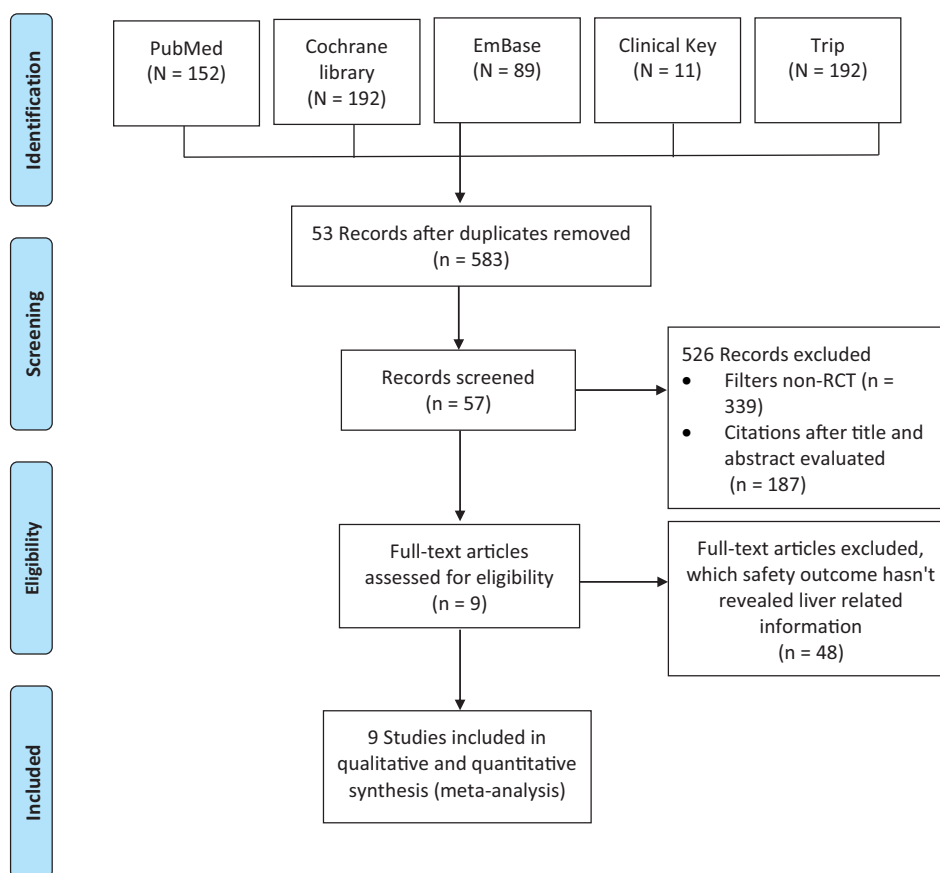 Identification
PubMed
(N = 152)
Cochrane
library
(N = 192)
EmBase
(N = 89)
Clinical Key
(N = 11)
Trip
(N = 192)
53 Records after duplicates removed
(n = 583)
Screening
Records screened
(n = 57)
526 Records excluded
• Filters non-RCT (n =
339)
• Citations after title and
abstract evaluated
(n = 187)
Eligibility
Full-text articles
assessed for eligibility
(n = 9)
Full-text articles excluded,
which safety outcome hasn't
revealed liver related
information
(n = 48)
Included
9 Studies included in
qualitative and quantitative
synthesis (meta-analysis)